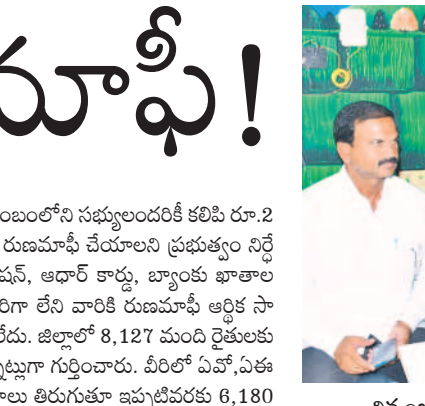 మాఫీ!
సభ్యులందరికీ కలిపి రూ.2
రుణమాఫీ చేయాలని ప్రభుత్వం
ఆధార్ కార్డు, బ్యాంకు ఖాతాల
లేని వారికి రుణమాఫీ ఆర్థిక
జిల్లాలో 8,127 మంది రైతులకు
గుర్తించారు. వీరిలో ఏవో,ఏఈ
తిరుగుతూ ఇప్పటివరకు 6,180